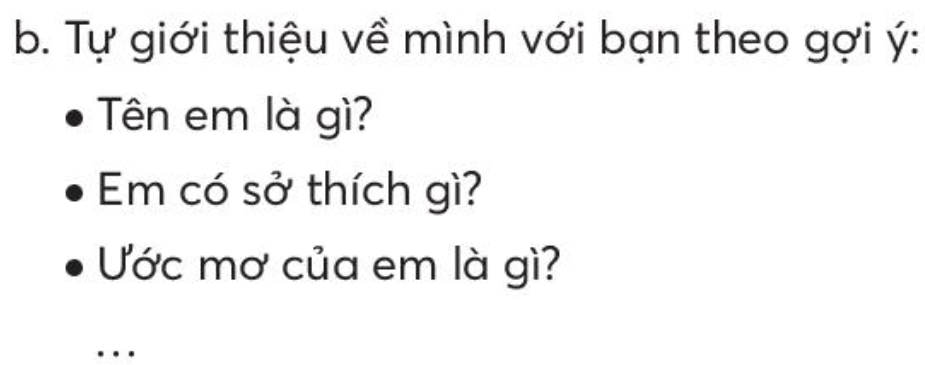 b. Tự giới thiệu về mình với bạn theo gợi ý:
• Tên em là gì?
• Em có sở thích gì?
• Ước mơ của em là gì?
...